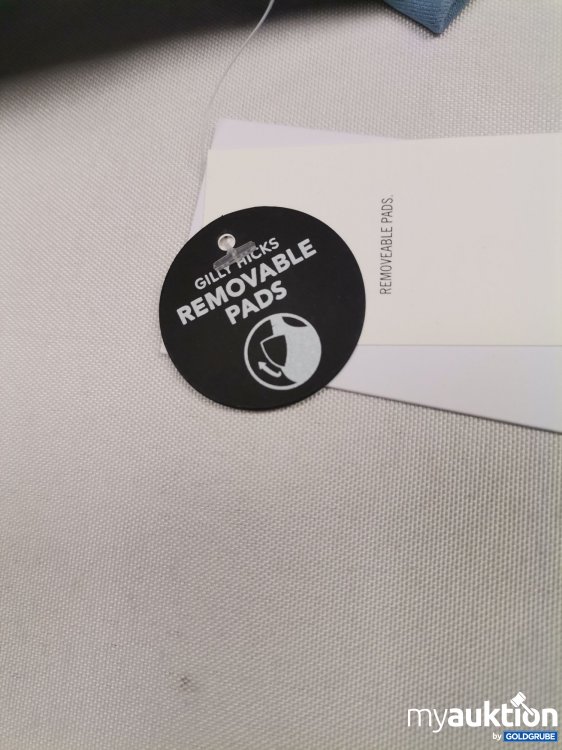 GILLY HICKS
REMOVABLE
PADS
REMOVEABLE PADS.
myauktion
by GOLDGRUBE